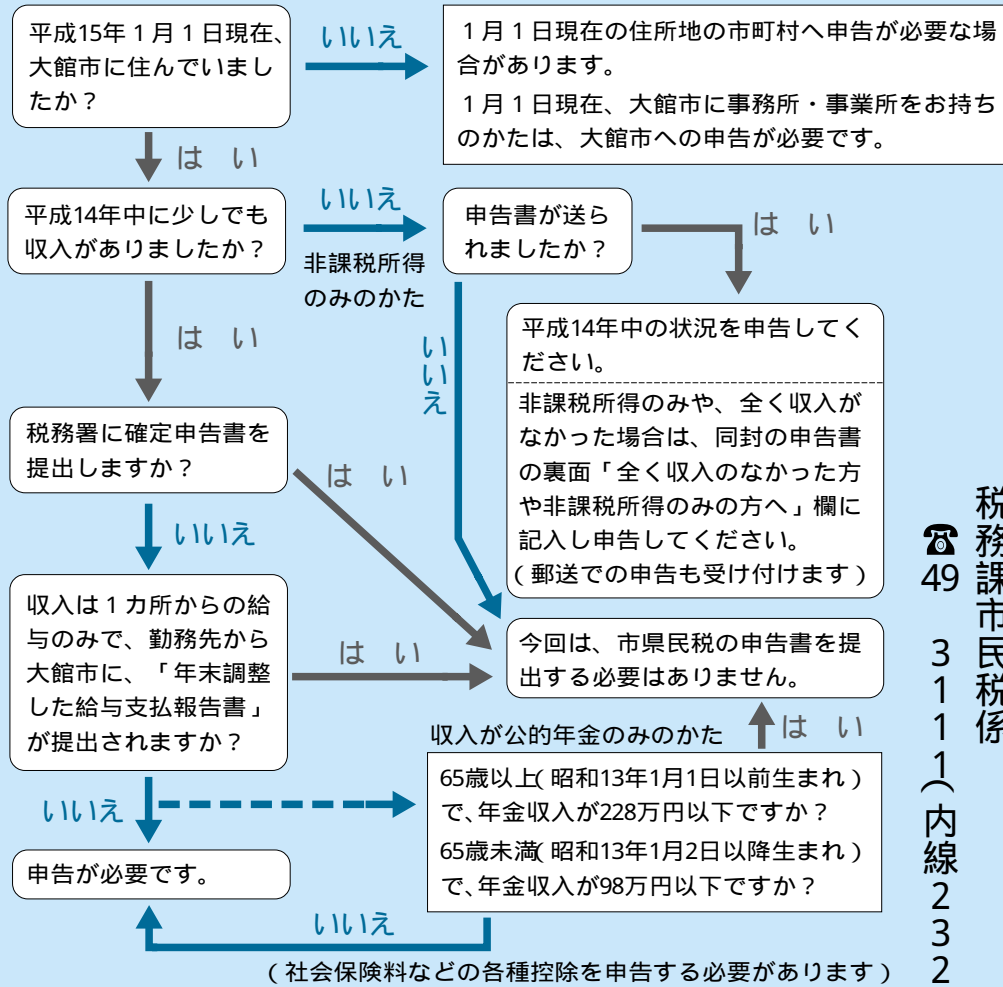 平成15年1月1日現在、
大館市に住んでいまし
たか？
いいえ
1月1日現在の住所地の市町村へ申告が必要な場
合があります。
1月1日現在、大館市に事務所・事業所をお持ち
のかたは、大館市への申告が必要です。
はい
平成14年中に少しでも
収入がありましたか？
いいえ
非課税所得
のみのかた
申告書が送ら
れましたか？
はい
はい
いいえ
平成14年中の状況を申告してく
ださい。
非課税所得のみや、全く収入が
なかった場合は、同封の申告書
の裏面「全く収入のなかった方
や非課税所得のみの方へ」欄に
記入し申告してください。
（郵送での申告も受け付けます）
税務署に確定申告書を
提出しますか？
はい
いいえ
収入は1カ所からの給
与のみで、勤務先から
大館市に、「年末調整
した給与支払報告書」
が提出されますか？
はい
今回は、市県民税の申告書を提
出する必要はありません。
収入が公的年金のみのかた
はい
65歳以上（昭和13年1月1日以前生まれ）
で、年金収入が228万円以下ですか？
65歳未満（昭和13年1月2日以降生まれ）
で、年金収入が98万円以下ですか？
いいえ
申告が必要です。
いいえ
（社会保険料などの各種控除を申告する必要があります）
税務課市民税係
☎49 3111（内線232